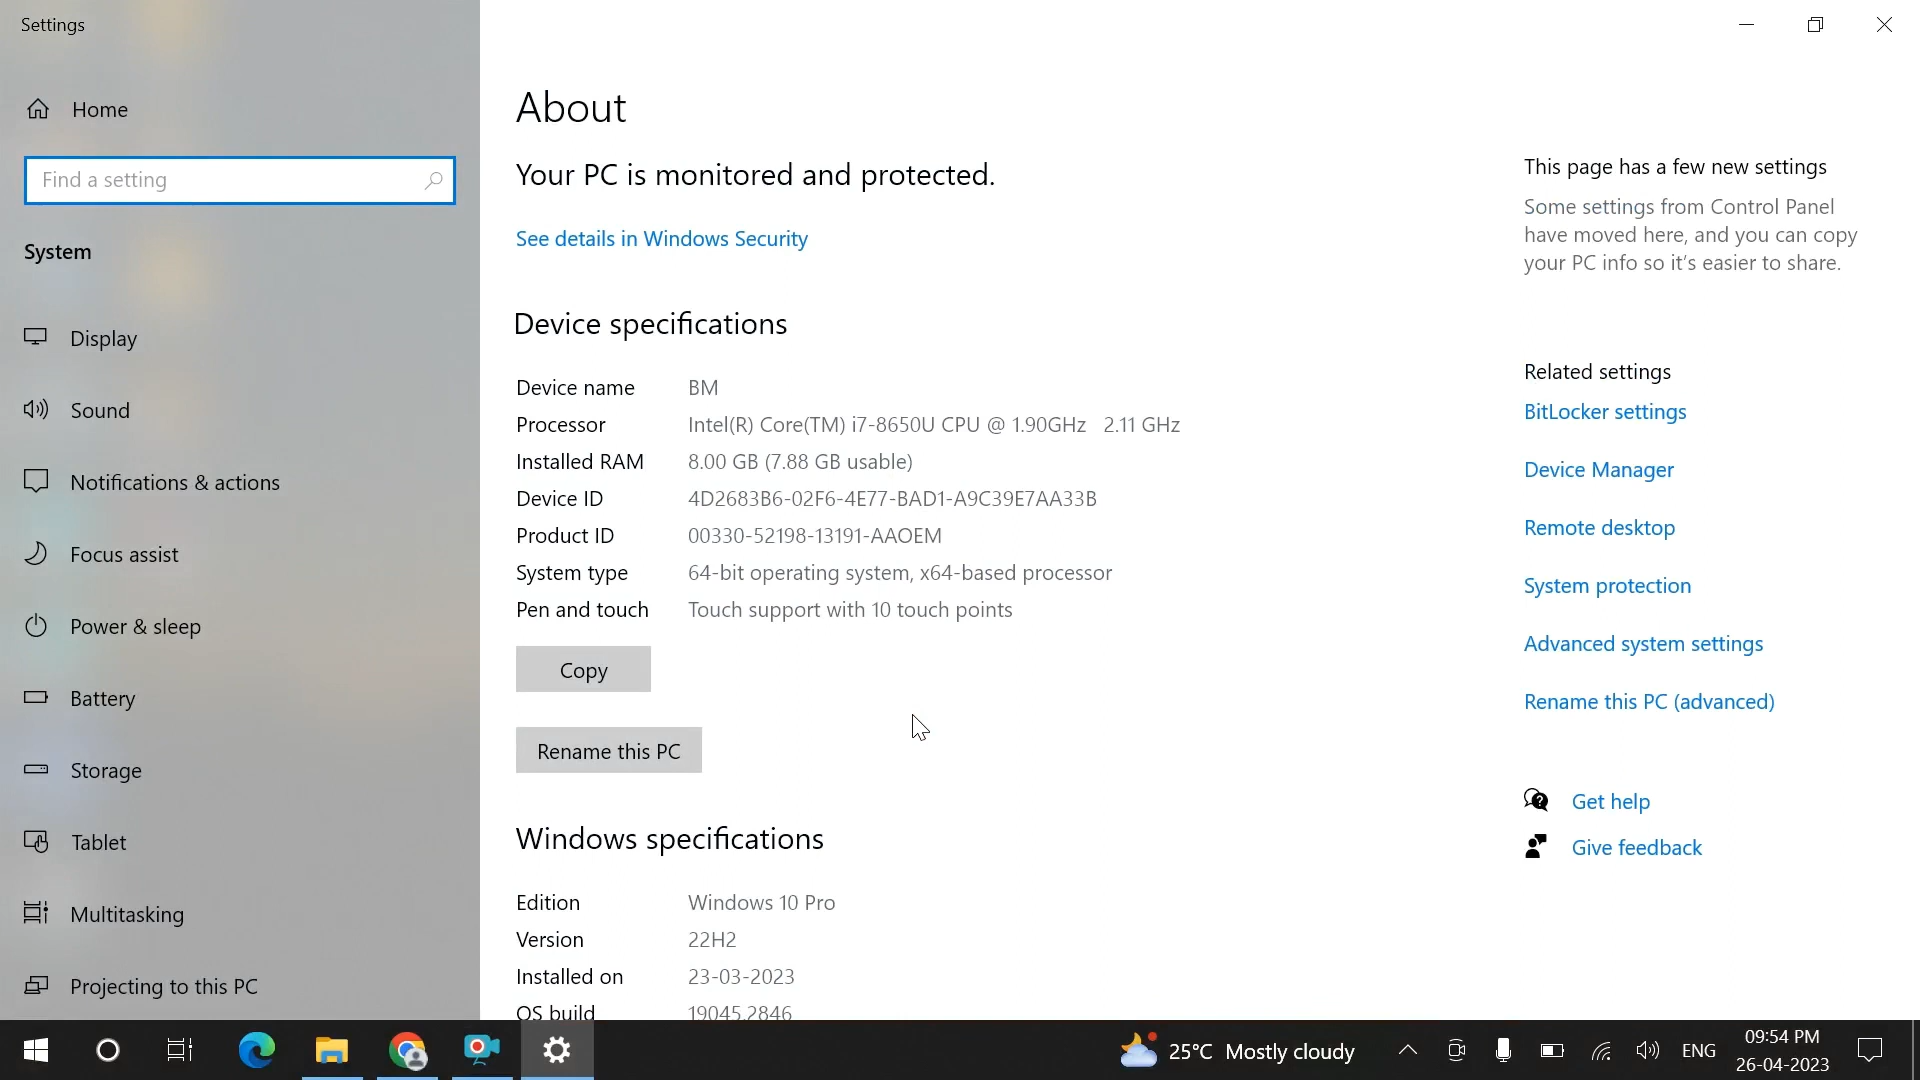 Settings
Home
Find a setting
System
Display
Sound
Notifications & actions
Focus assist
Power & sleep
Battery
Storage
Tablet
Multitasking
Projecting to this PC
About
Your PC is monitored and protected.
See details in Windows Security
Device specifications
Device name BM
Processor Intel(R) Core(TM) i7-8650U CPU @ 1.90GHz 2.11 GHz
Installed RAM 8.00 GB (7.88 GB usable)
Device ID 4D2683B6-02F6-4E77-BAD1-A9C39E7AA33B
Product ID 00330-52198-13191-AAOEM
System type 64-bit operating system, x64-based processor
Pen and touch Touch support with 10 touch points
Copy
Rename this PC
Windows specifications
Edition Windows 10 Pro
Version 22H2
Installed on 23-03-2023
OS build 19045.2846
This page has a few new settings
Some settings from Control Panel
have moved here, and you can copy
your PC info so it's easier to share.
Related settings
BitLocker settings
Device Manager
Remote desktop
System protection
Advanced system settings
Rename this PC (advanced)
Get help
Give feedback
25°C Mostly cloudy
ENG
09:54 PM
26-04-2023